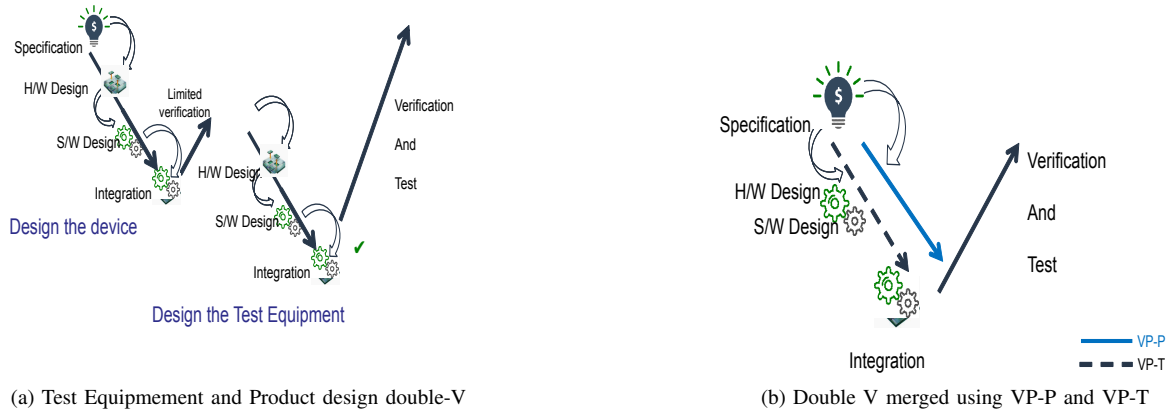 Specification
H/W Design
S/W Design
Integration
Limited
verification
Design the device
H/W Design
S/W Design
Integration
Verification
And
Test
Design the Test Equipment
(a) Test Equipmement and Product design double-V
$
Specification
H/W Design
S/W Design
Integration
Verification
And
Test
VP-P
VP-T
(b) Double V merged using VP-P and VP-T